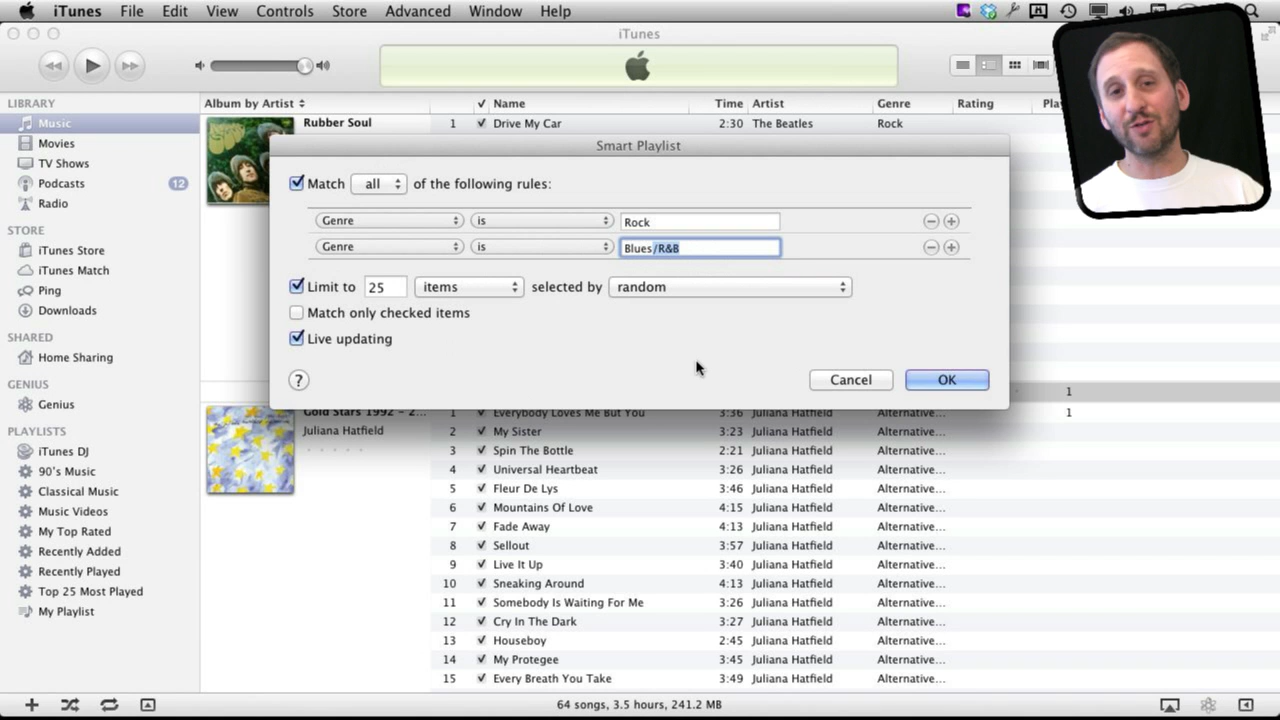 iTunes File Edit View Controls Store Advanced Window Help
iTunes
LIBRARY
Music
Movies
TV Shows
Podcasts 12
Radio
STORE
iTunes Store
iTunes Match
Ping
Downloads
SHARED
Home Sharing
GENIUS
Genius
PLAYLISTS
iTunes DJ
90's Music
Classical Music
Music Videos
My Top Rated
Recently Added
Recently Played
Top 25 Most Played
My Playlist
Album by Artist Name Time Artist Genre Rating
Rubber Soul 1 Drive My Car 2:30 The Beatles Rock
Smart Playlist
Match all of the following rules:
Genre is Rock
Genre is Blues/R&B
Limit to 25 items selected by random
Match only checked items
Live updating
? Cancel OK
1
Gold Stars 1992 – 2... 1 Everybody Loves Me But You 3:36 Juliana Hatfield Alternative... 1
Juliana Hatfield 2 My Sister 3:23 Juliana Hatfield Alternative...
3 Spin The Bottle 2:21 Juliana Hatfield Alternative...
4 Universal Heartbeat 3:26 Juliana Hatfield Alternative...
5 Fleur De Lys 3:46 Juliana Hatfield Alternative...
6 Mountains Of Love 4:15 Juliana Hatfield Alternative...
7 Fade Away 4:13 Juliana Hatfield Alternative...
8 Sellout 3:57 Juliana Hatfield Alternative...
9 Live It Up 3:40 Juliana Hatfield Alternative...
10 Sneaking Around 4:13 Juliana Hatfield Alternative...
11 Somebody Is Waiting For Me 3:26 Juliana Hatfield Alternative...
12 Cry In The Dark 3:27 Juliana Hatfield Alternative...
13 Houseboy 2:45 Juliana Hatfield Alternative...
14 My Protegee 3:45 Juliana Hatfield Alternative...
15 Every Breath You Take 3:49 Juliana Hatfield Alternative...
64 songs, 3.5 hours, 241.2 MB